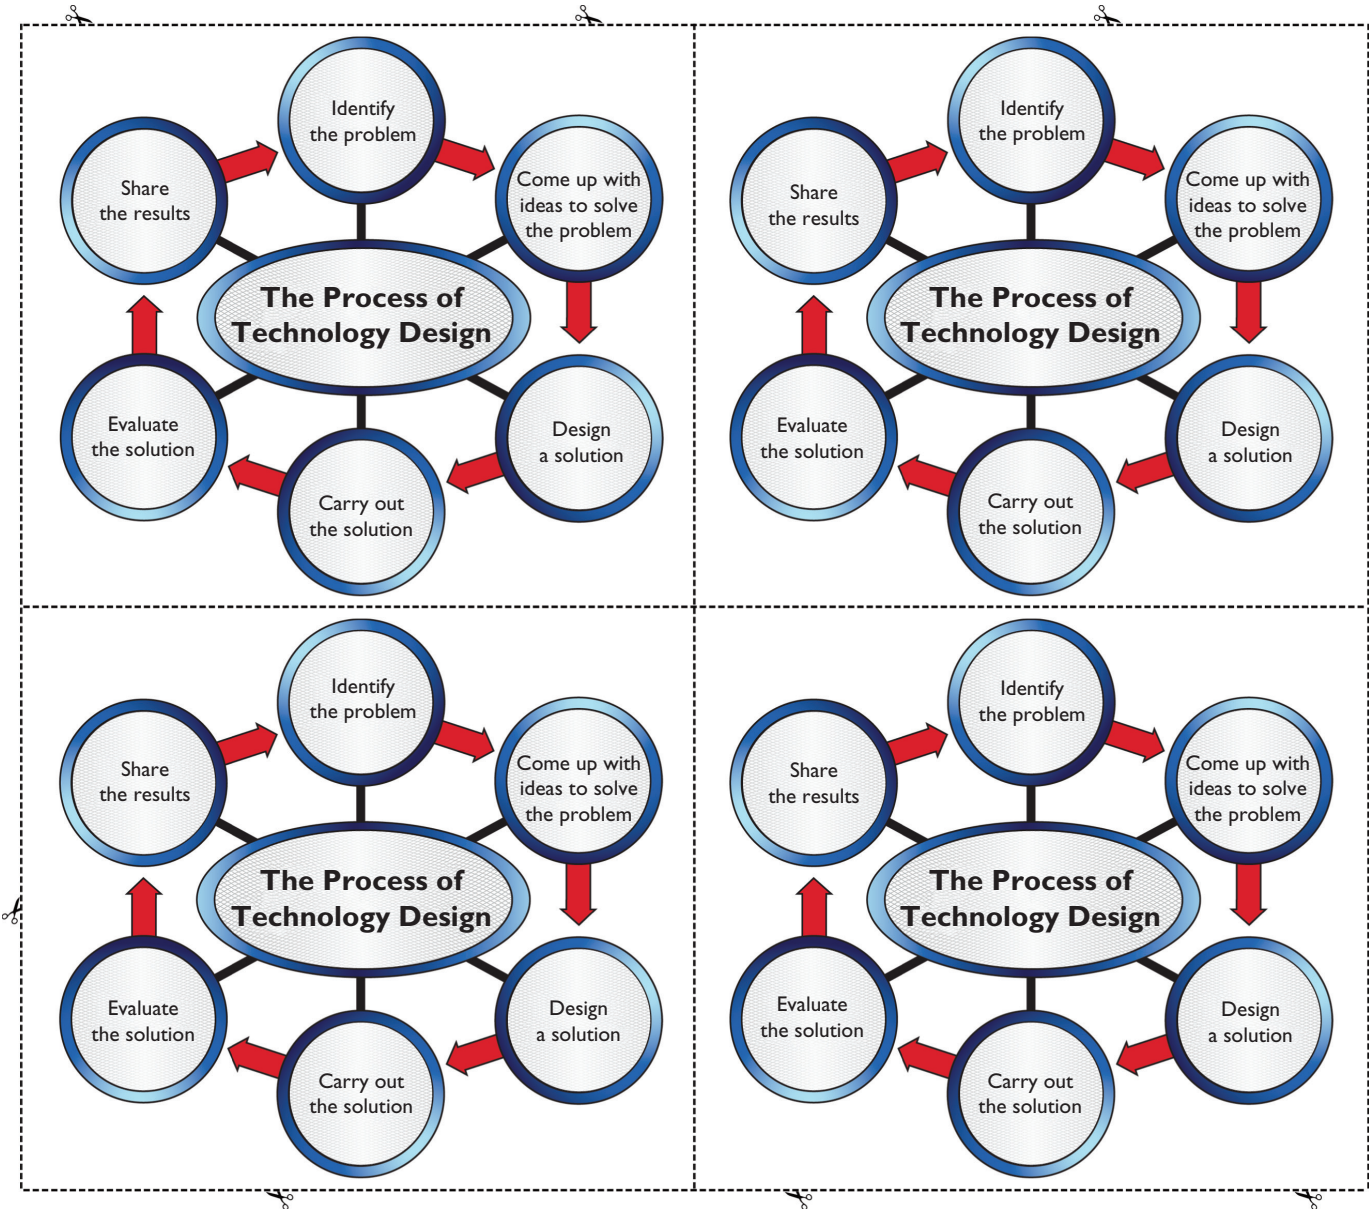 Identify
the problem
Come up with
ideas to solve
the problem
Design
a solution
Carry out
the solution
Evaluate
the solution
Share
the results
The Process of
Technology Design
Identify
the problem
Come up with
ideas to solve
the problem
Design
a solution
Carry out
the solution
Evaluate
the solution
Share
the results
The Process of
Technology Design
Identify
the problem
Come up with
ideas to solve
the problem
Design
a solution
Carry out
the solution
Evaluate
the solution
Share
the results
The Process of
Technology Design
Identify
the problem
Come up with
ideas to solve
the problem
Design
a solution
Carry out
the solution
Evaluate
the solution
Share
the results
The Process of
Technology Design